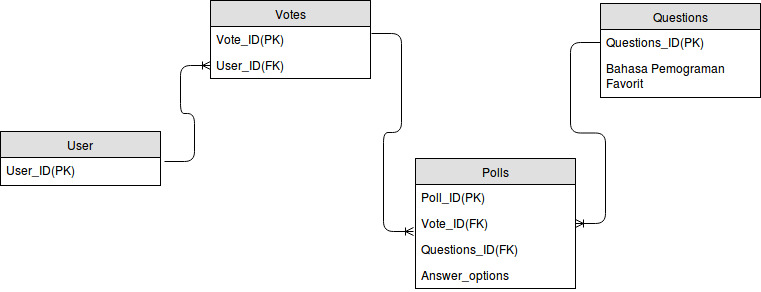 Votes
Vote_ID(PK)
User_ID(FK)
Questions
Questions_ID(PK)
Bahasa Pemograman
Favorit
User
User_ID(PK)
Polls
Poll_ID(PK)
Vote_ID(FK)
Questions_ID(FK)
Answer_options